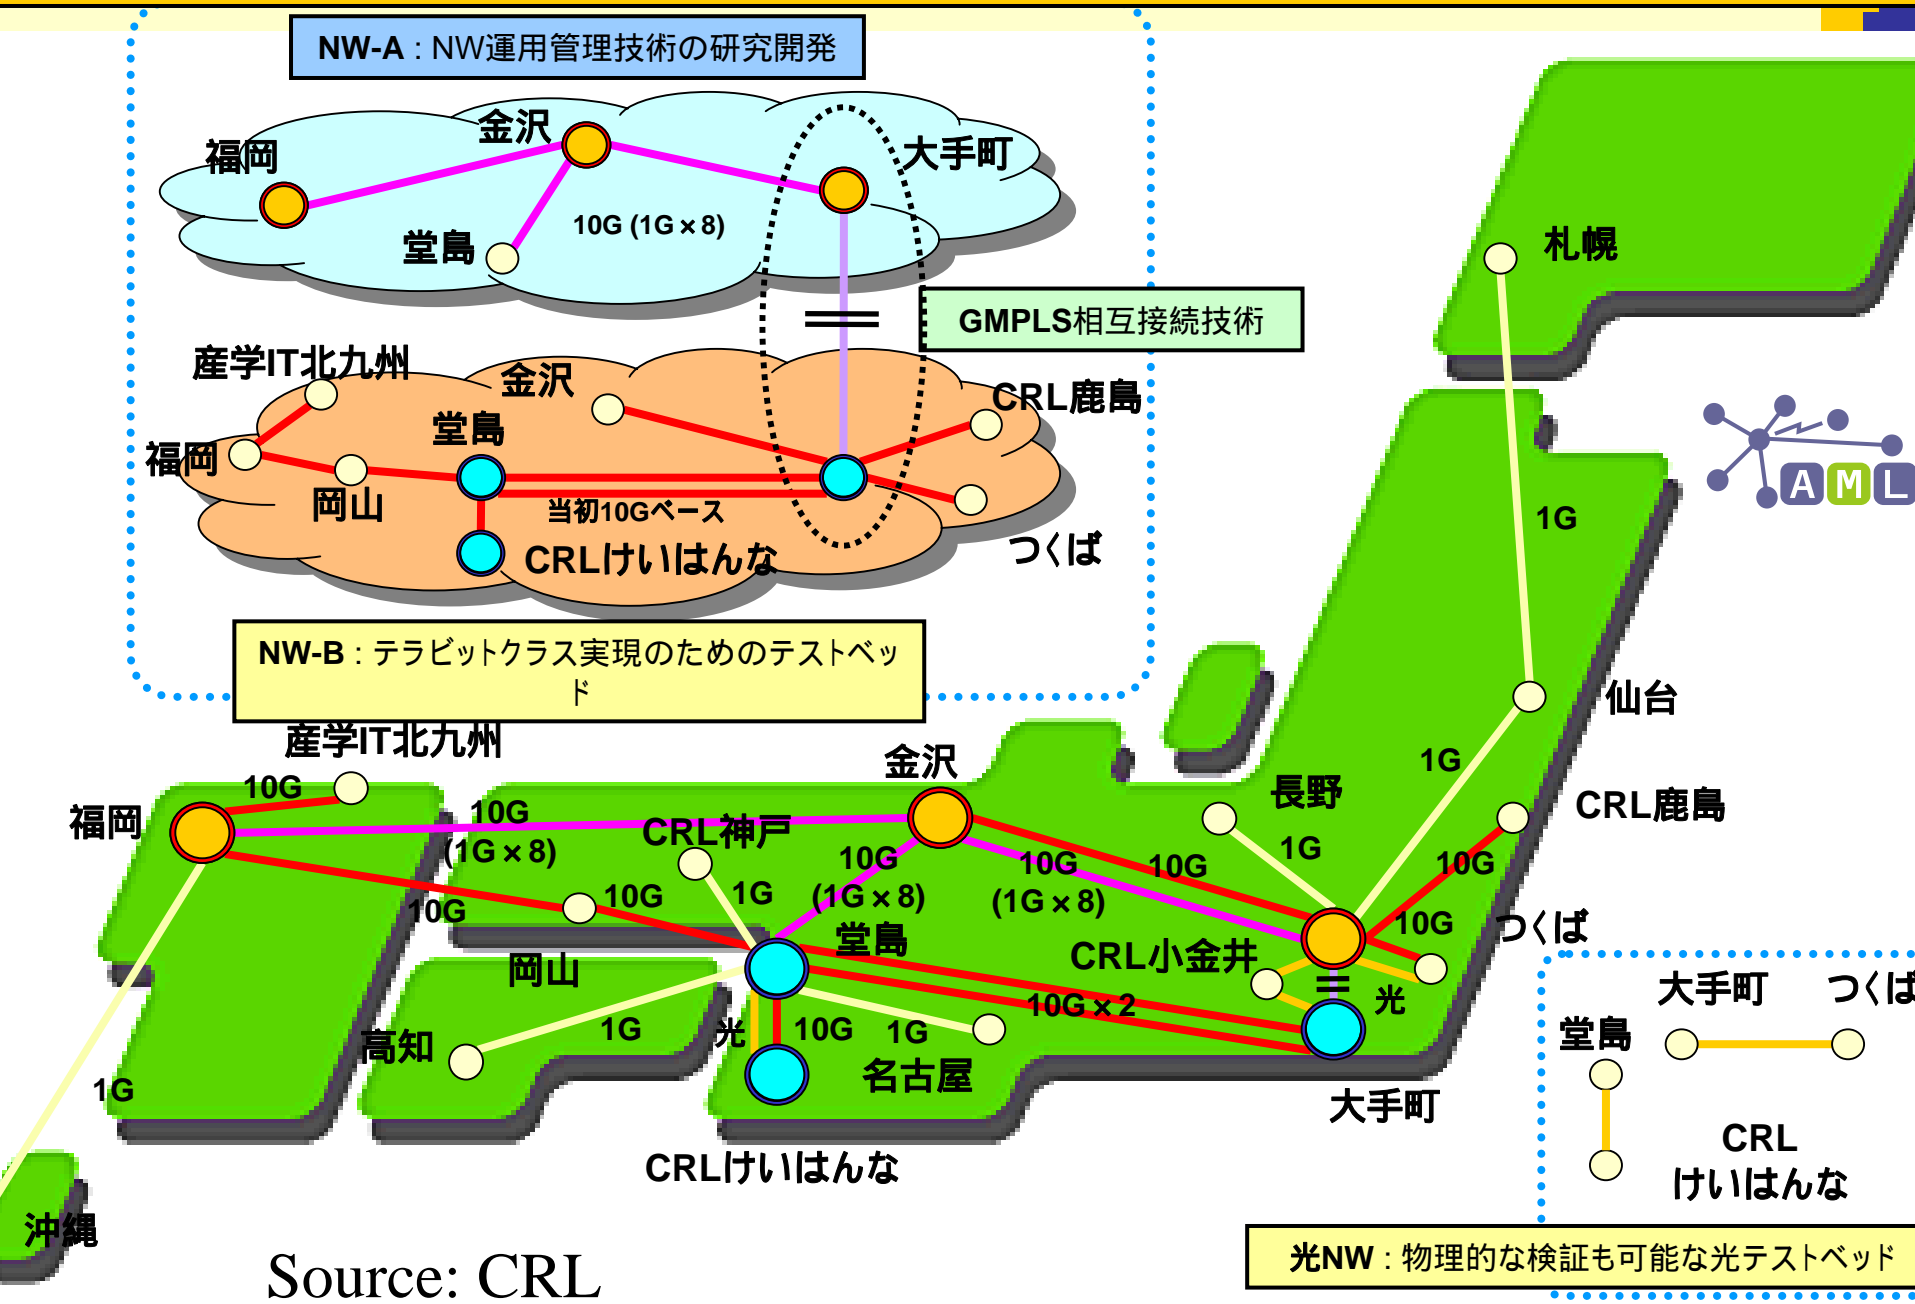 NW-A : NW運用管理技術の研究開発
金沢
福岡
大手町
堂島
10G (1G×8)
GMPLS相互接続技術
産学IT北九州
金沢
CRL鹿島
堂島
福岡
岡山
当初10Gベース
CRLけいはんな
つくば
NW-B : テラビットクラス実現のためのテストベッ
ド
札幌
1G
AML
仙台
産学IT北九州
金沢
1G
10G
長野
CRL鹿島
福岡
10G
(1G×8)
CRL神戸
1G
10G
(1G×8)
10G
(1G×8)
10G
10G
10G
10G
1G
10G
つくば
堂島
CRL小金井
岡山
大手町
つくば
光
10G×2
堂島
高知
1G
光
10G
1G
名古屋
1G
大手町
CRL
けいはんな
CRLけいはんな
沖縄
光NW : 物理的な検証も可能な光テストベッド
Source: CRL